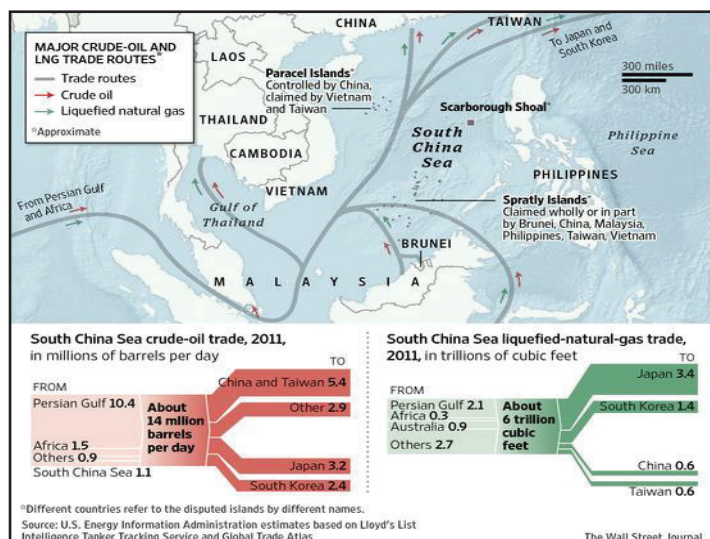 CHINA
TAIWAN
MAJOR CRUDE-OIL AND
LNG TRADE ROUTES*
Trade routes
Crude oil
Liquefied natural gas
*Approximate
LAOS
To Japan and
South Korea
300 miles
300 km
Paracel Islands*
Controlled by China,
claimed by Vietnam
and Taiwan
Scarborough Shoal*
THAILAND
South
China
Sea
Philippine
Sea
CAMBODIA
PHILIPPINES
VIETNAM
From Persian Gulf
and Africa
Gulf of
Thailand
Spratly Islands*
Claimed wholly or in part
by Brunei, China, Malaysia,
Philippines, Taiwan, Vietnam
BRUNEI
MALAYSIA
South China Sea crude-oil trade, 2011,
in millions of barrels per day
TO
FROM
China and Taiwan 5.4
Persian Gulf 10.4
About
14 milion
barrels
per day
Other 2.9
Africa 1.5
Others 0.9
South China Sea 1.1
Japan 3.2
South Korea 2.4
South China Sea liquefied-natural-gas trade,
2011, in trillions of cubic feet
TO
Japan 3.4
FROM
Persian Gulf 2.1
Africa 0.3
Australia 0.9
Others 2.7
About
6 trillion
cubic
feet
South Korea 1.4
China 0.6
Taiwan 0.6
*Different countries refer to the disputed islands by different names.
Source: U.S. Energy Information Administration estimates based on Lloyd's List
Intelligence Tanker Tracking Service and Global Trade Atlas
The Wall Street Journal